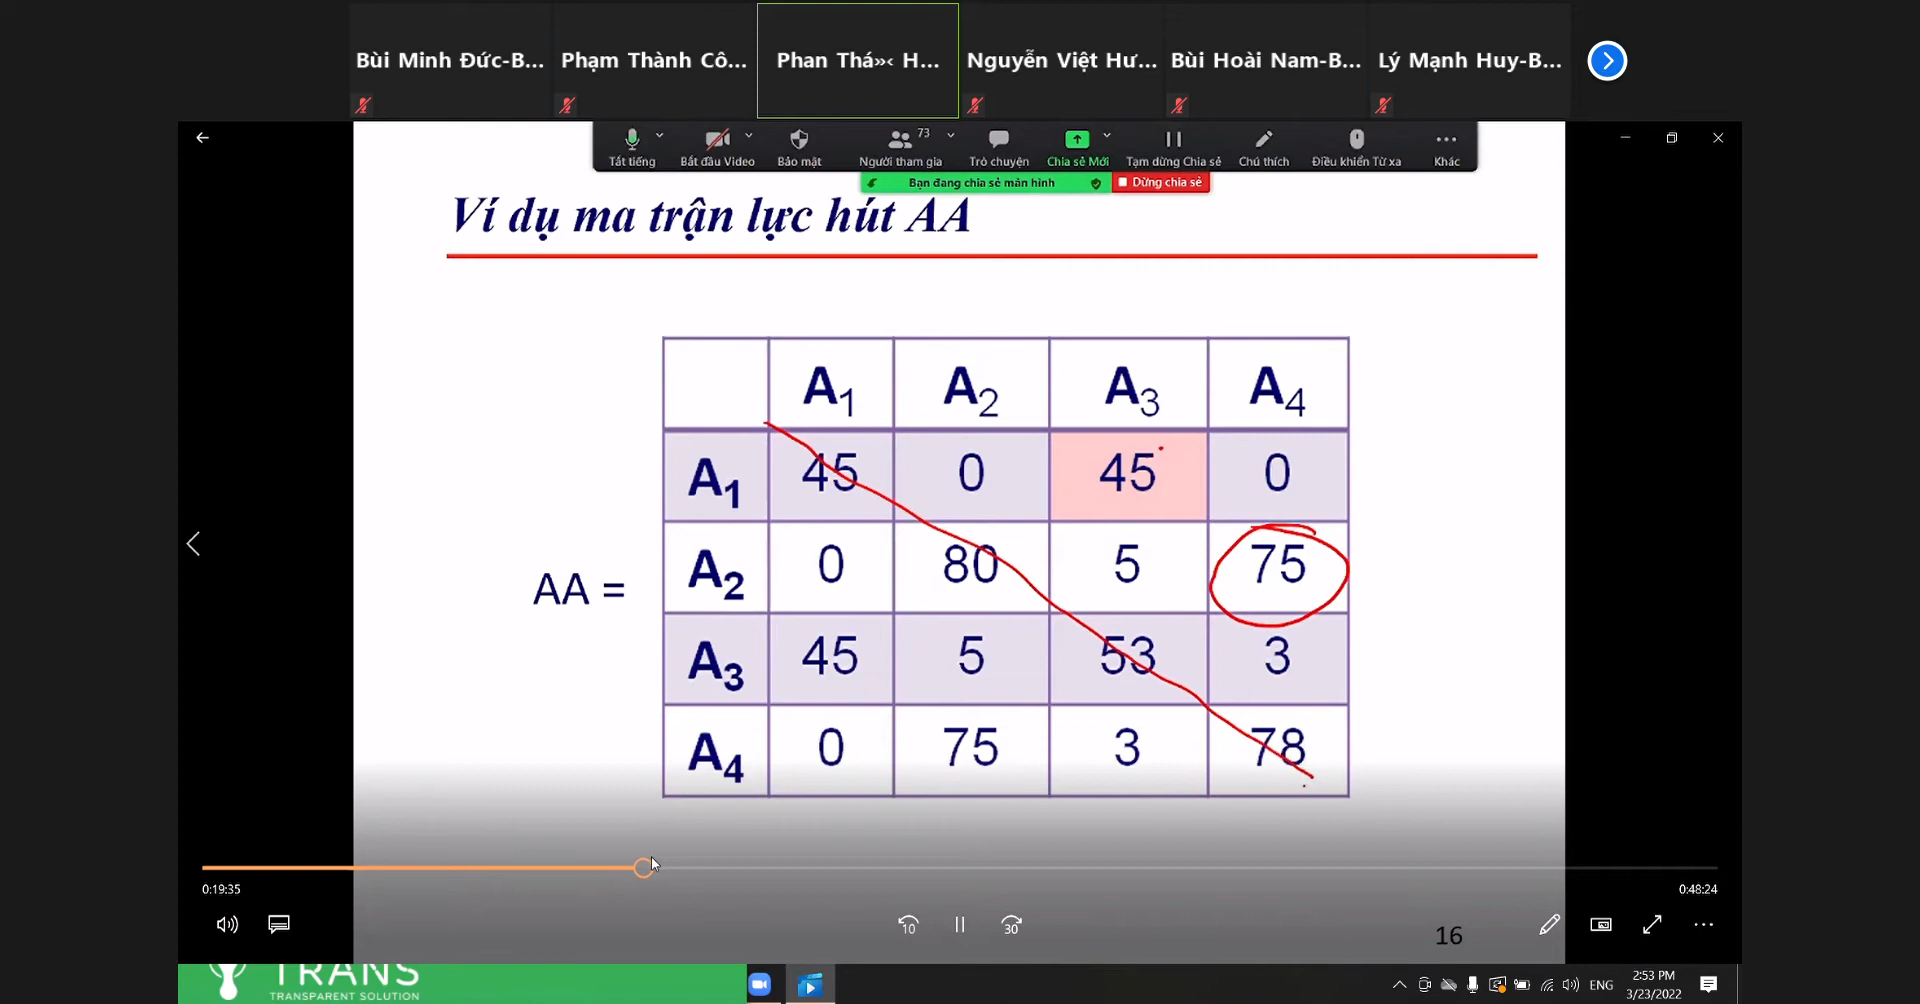 Bùi Minh Đức-B... Phạm Thành Cô... Phan Thá»‹ H... Nguyễn Việt Hư... Bùi Hoài Nam-B... Lý Mạnh Huy-B...
73
Tắt tiếng Bắt đầu Video Bảo mật Người tham gia Trò chuyện Chia sẻ Mới Tạm dừng Chia sẻ Chú thích Điều khiển Từ xa Khác
Bạn đang chia sẻ màn hình Dừng chia sẻ
Ví dụ ma trận lực hút AA
A1 A2 A3 A4
A1 45 0 45 0
A2 0 80 5 75
AA =
A3 45 5 53 3
A4 0 75 3 78
0:19:35 0:48:24
10 30
16
TRANS
TRANSPARENT SOLUTION
ENG
2:53 PM
3/23/2022